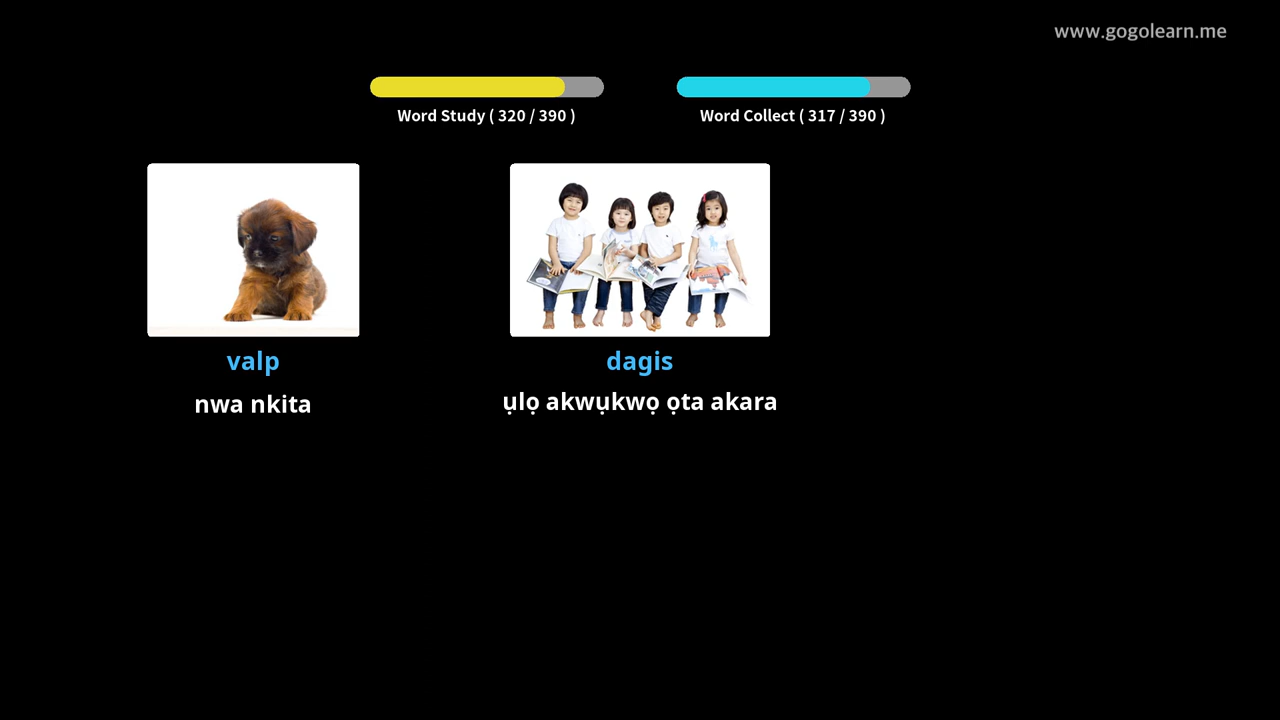 www.gogolearn.me
Word Study ( 320 / 390 )
Word Collect ( 317 / 390 )
valp
dagis
nwa nkita
ụlọ akwụkwọ ọta akara